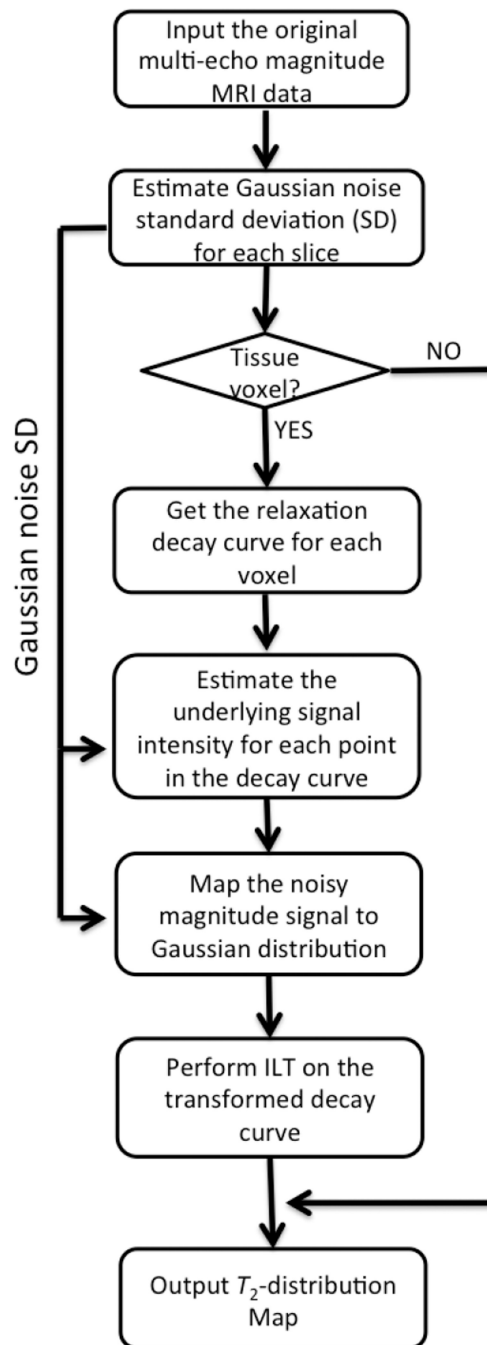 Input the original
multi-echo magnitude
MRI data
Estimate Gaussian noise
standard deviation (SD)
for each slice
Tissue
voxel?
NO
YES
Gaussian noise SD
Get the relaxation
decay curve for each
voxel
Estimate the
underlying signal
intensity for each point
in the decay curve
Map the noisy
magnitude signal to
Gaussian distribution
Perform ILT on the
transformed decay
curve
Output T₂-distribution
Map